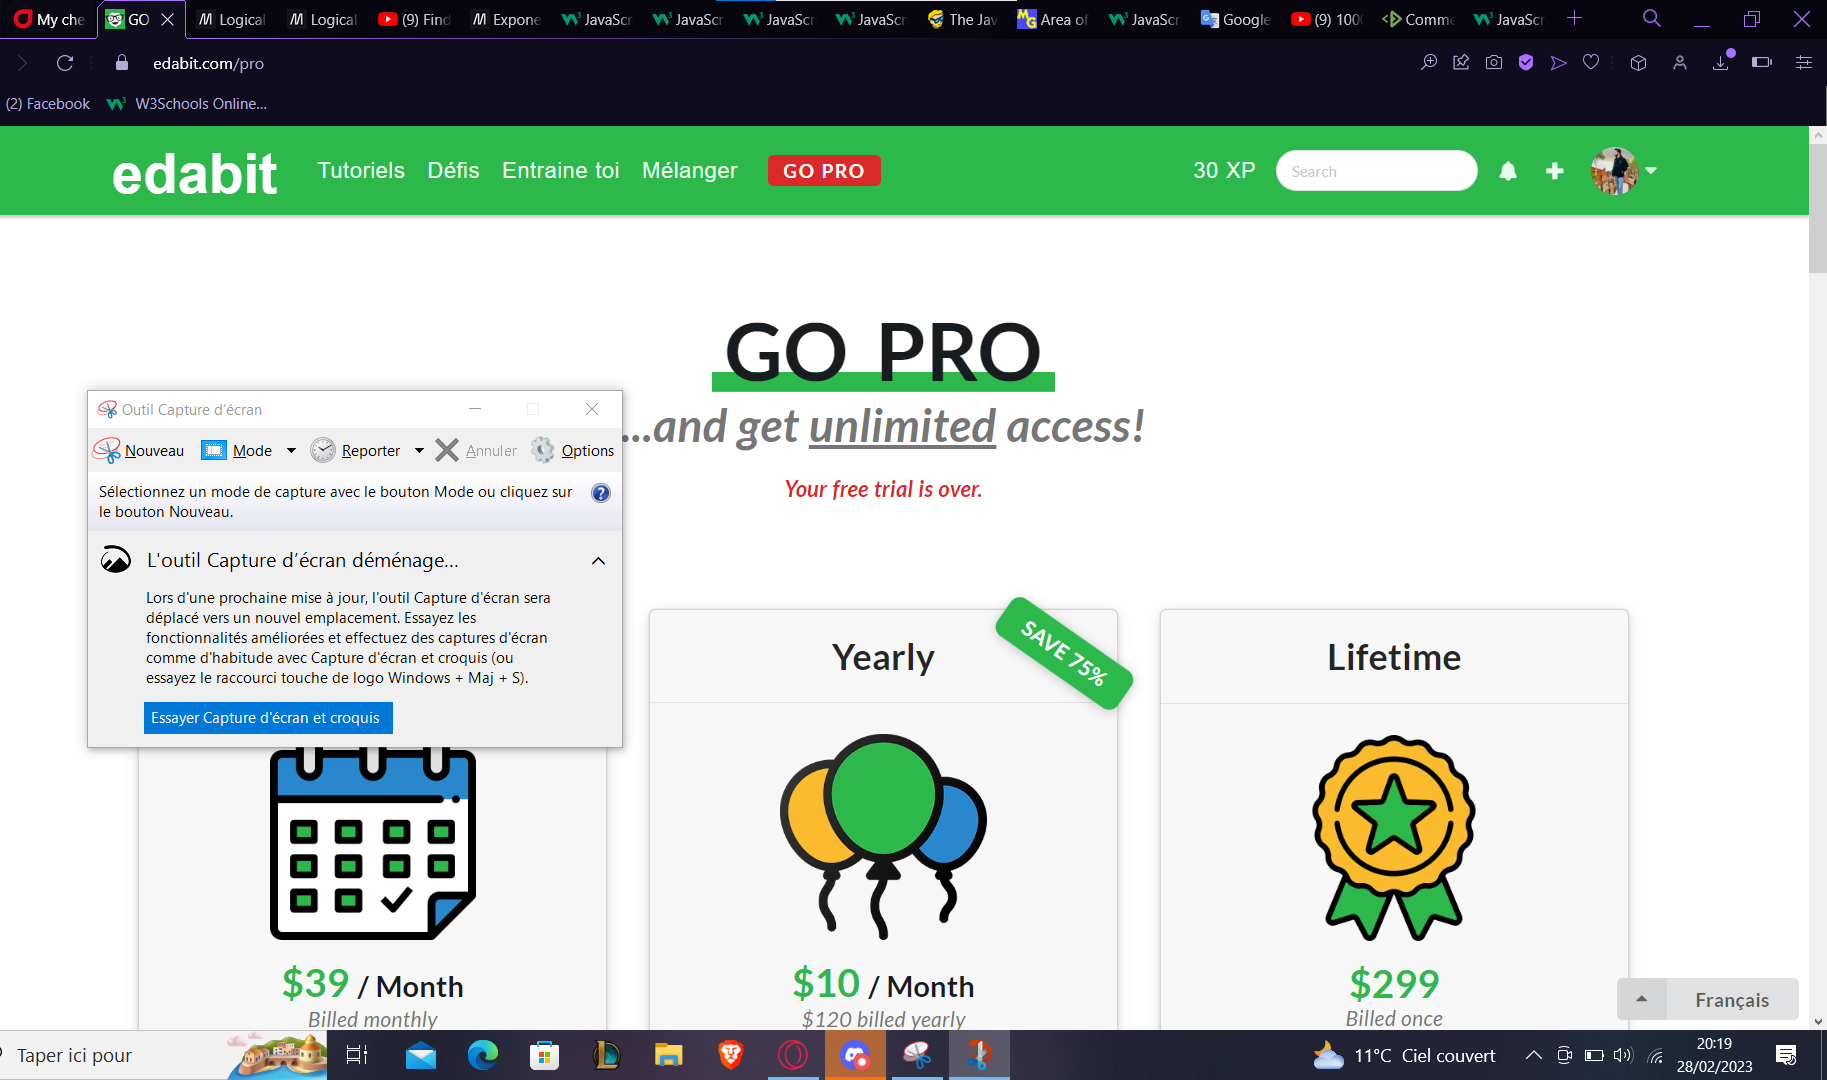 My che
GO
Logical
Logical
(9) Find
Expone
JavaScr
JavaScr
JavaScr
JavaScr
The Jav
Area of
JavaScr
Google
(9) 100
Comme
JavaScr
edabit.com/pro
(2) Facebook
W3Schools Online...
edabit
Tutoriels
Défis
Entraine toi
Mélanger
GO PRO
30 XP
Search
GO PRO
...and get unlimited access!
Your free trial is over.
Outil Capture d'écran
Nouveau
Mode
Reporter
Annuler
Options
Sélectionnez un mode de capture avec le bouton Mode ou cliquez sur
le bouton Nouveau.
L'outil Capture d'écran déménage...
Lors d'une prochaine mise à jour, l'outil Capture d'écran sera
déplacé vers un nouvel emplacement. Essayez les
fonctionnalités améliorées et effectuez des captures d'écran
comme d'habitude avec Capture d'écran et croquis (ou
essayez le raccourci touche de logo Windows + Maj + S).
Essayer Capture d'écran et croquis
$39 / Month
Billed monthly
Yearly
SAVE 75%
$10 / Month
$120 billed yearly
Lifetime
$299
Billed once
Français
Taper ici pour
11°C Ciel couvert
20:19
28/02/2023